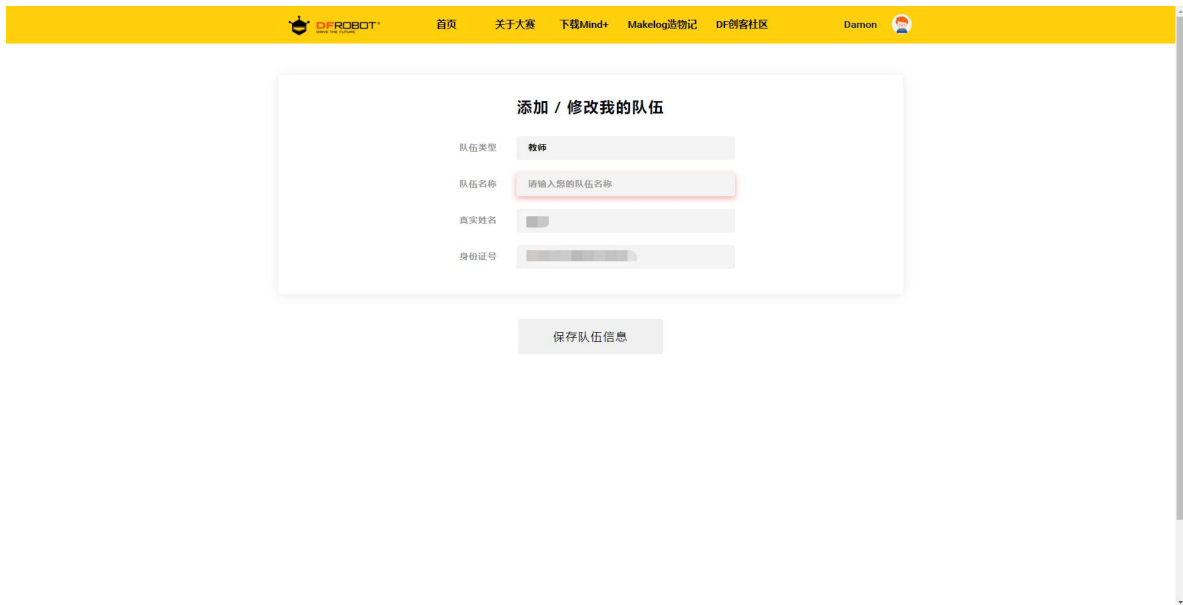 DFROBOT
DRIVE THE FUTURE
首页 关于大赛 下载Mind+ Makelog造物记 DF创客社区 Damon
添加 / 修改我的队伍
队伍类型 教师
队伍名称 请输入您的队伍名称
真实姓名
身份证号
保存队伍信息